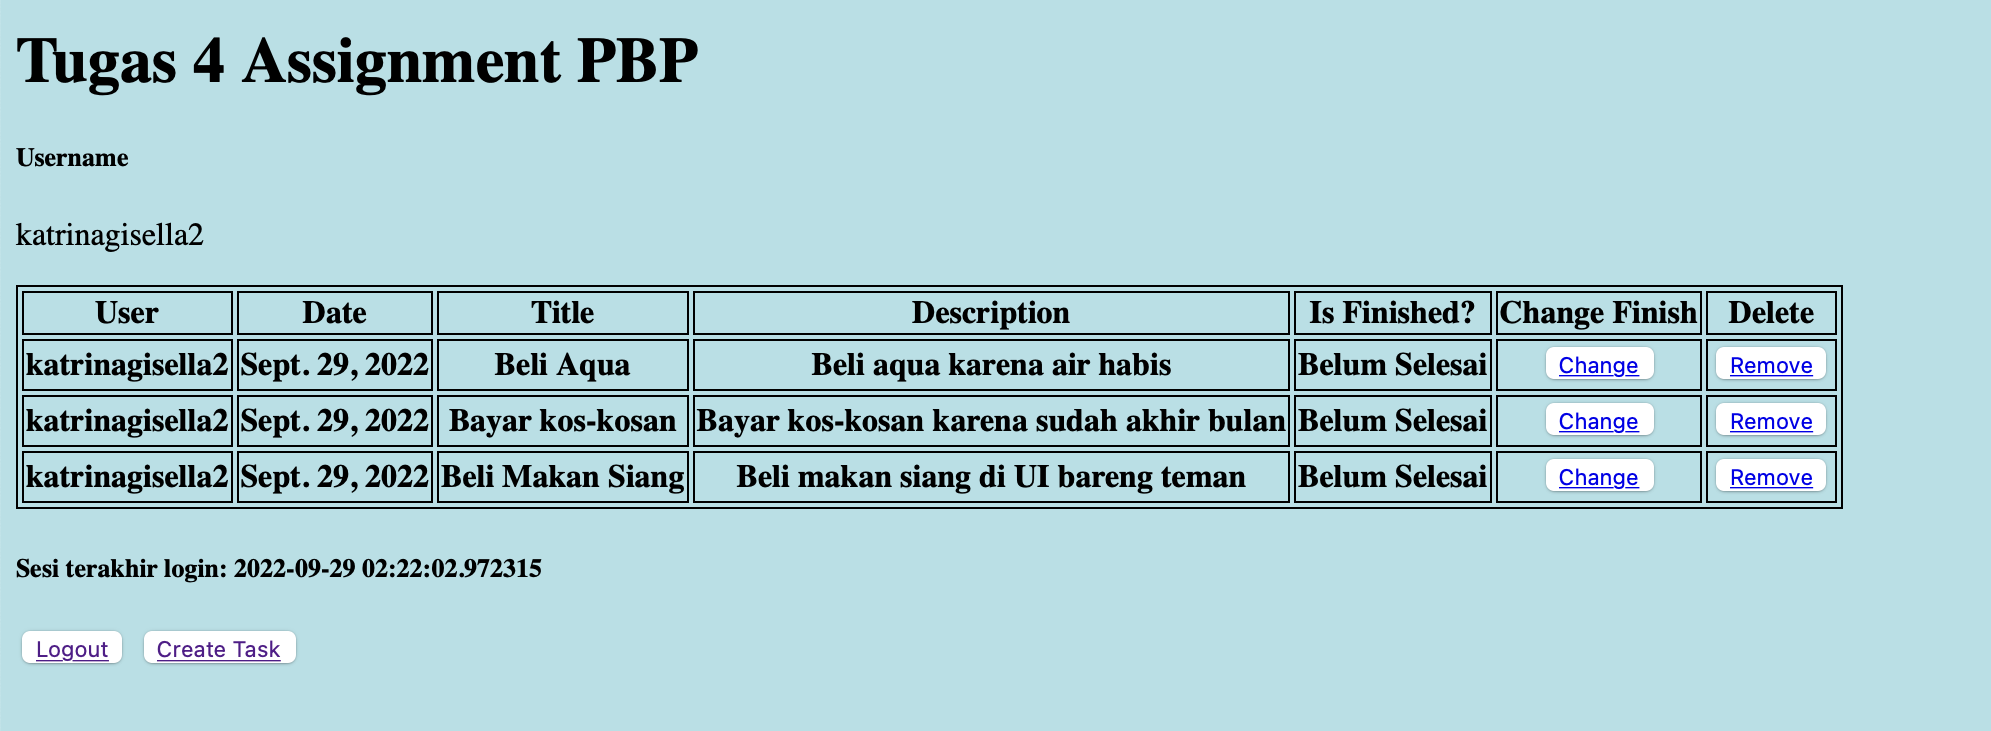 Tugas 4 Assignment PBP
Username
katrinagisella2
User Date Title Description Is Finished? Change Finish Delete
katrinagisella2 Sept. 29, 2022 Beli Aqua Beli aqua karena air habis Belum Selesai Change Remove
katrinagisella2 Sept. 29, 2022 Bayar kos-kosan Bayar kos-kosan karena sudah akhir bulan Belum Selesai Change Remove
katrinagisella2 Sept. 29, 2022 Beli Makan Siang Beli makan siang di UI bareng teman Belum Selesai Change Remove
Sesi terakhir login: 2022-09-29 02:22:02.972315
Logout Create Task